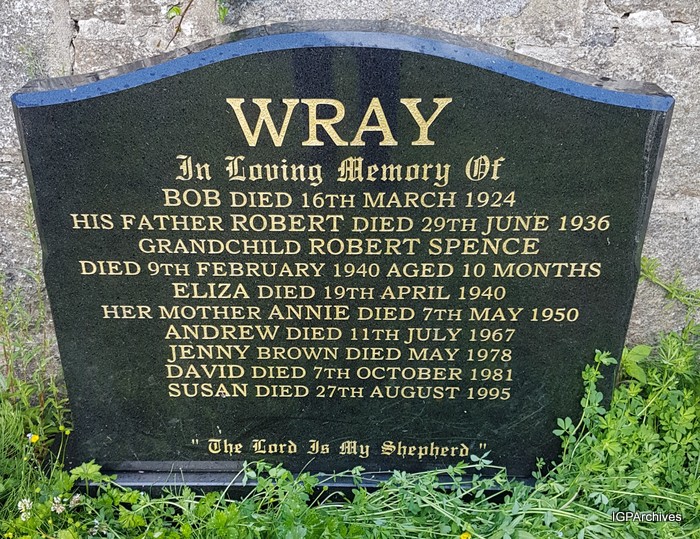 WRAY
In Loving Memory Of
BOB DIED 16TH MARCH 1924
HIS FATHER ROBERT DIED 29TH JUNE 1936
GRANDCHILD ROBERT SPENCE
DIED 9TH FEBRUARY 1940 AGED 10 MONTHS
ELIZA DIED 19TH APRIL 1940
HER MOTHER ANNIE DIED 7TH MAY 1950
ANDREW DIED 11TH JULY 1967
JENNY BROWN DIED MAY 1978
DAVID DIED 7TH OCTOBER 1981
SUSAN DIED 27TH AUGUST 1995
" The Lord Is My Shepherd "
IGPArchives